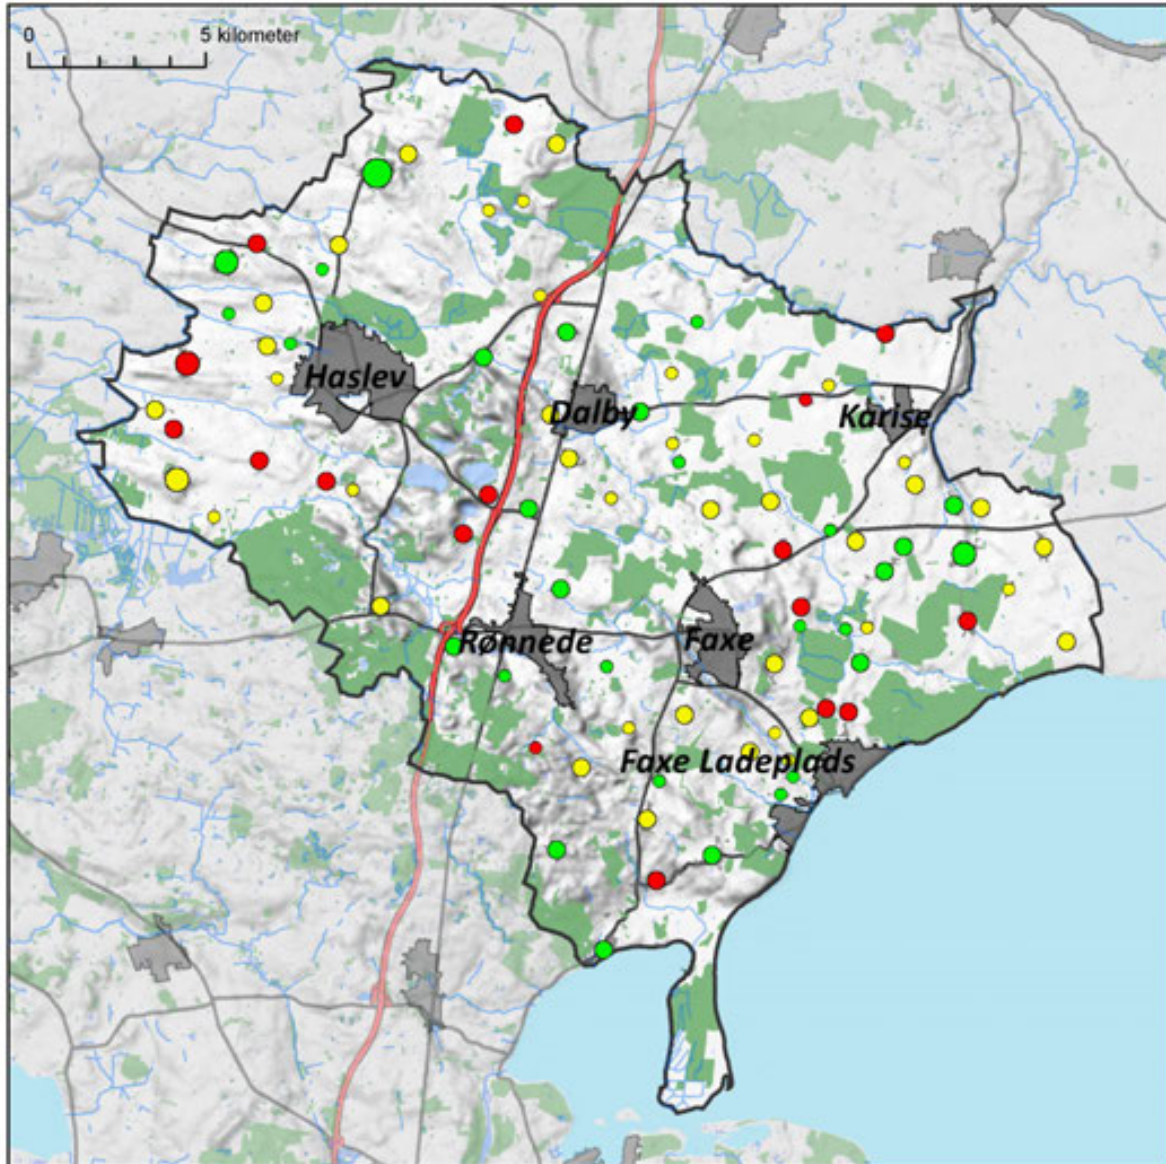 0 5 kilometer
Haslev
Dalby
Karise
Rønnede
Faxe
Faxe Ladeplads